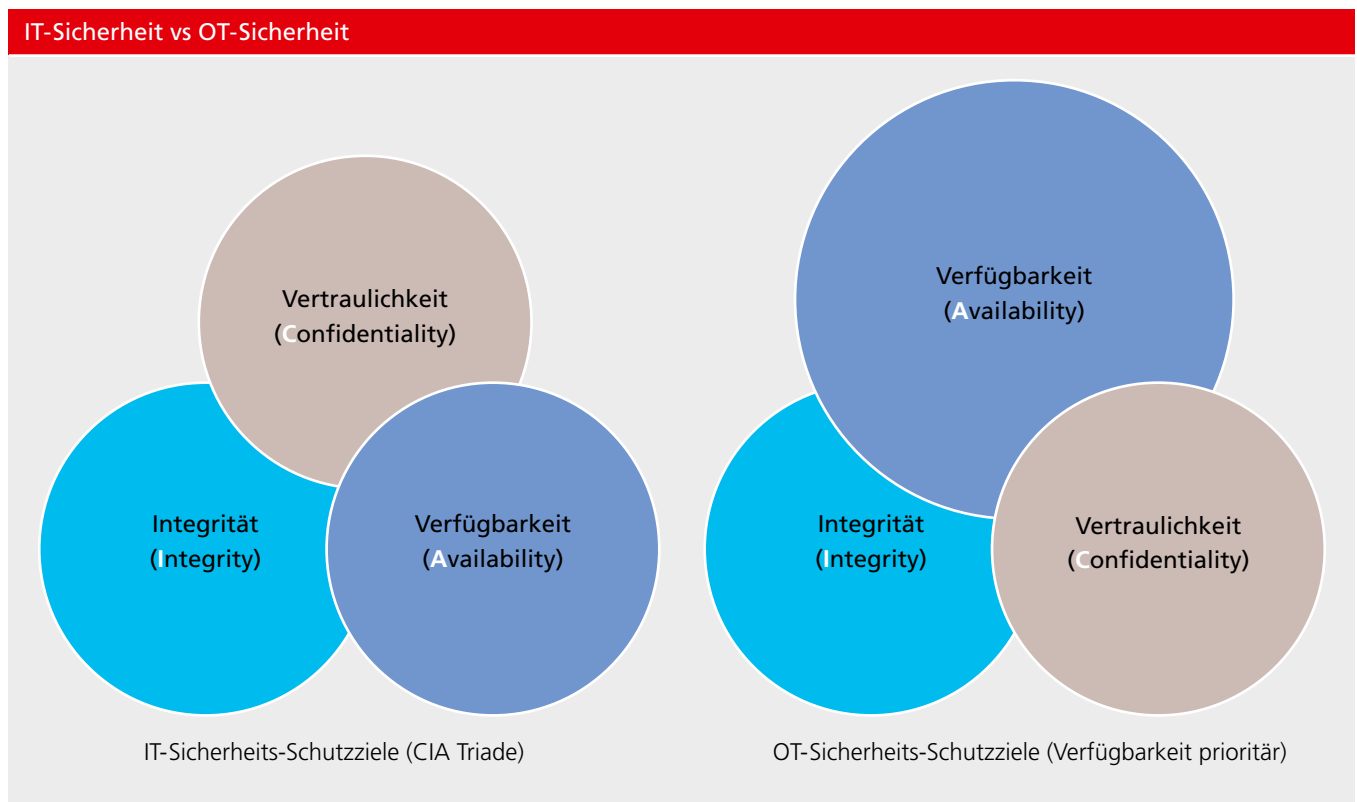 IT-Sicherheit vs OT-Sicherheit
Vertraulichkeit
(Confidentiality)
Integrität
(Integrity)
Verfügbarkeit
(Availability)
IT-Sicherheits-Schutzziele (CIA Triade)
Verfügbarkeit
(Availability)
Integrität
(Integrity)
Vertraulichkeit
(Confidentiality)
OT-Sicherheits-Schutzziele (Verfügbarkeit prioritär)